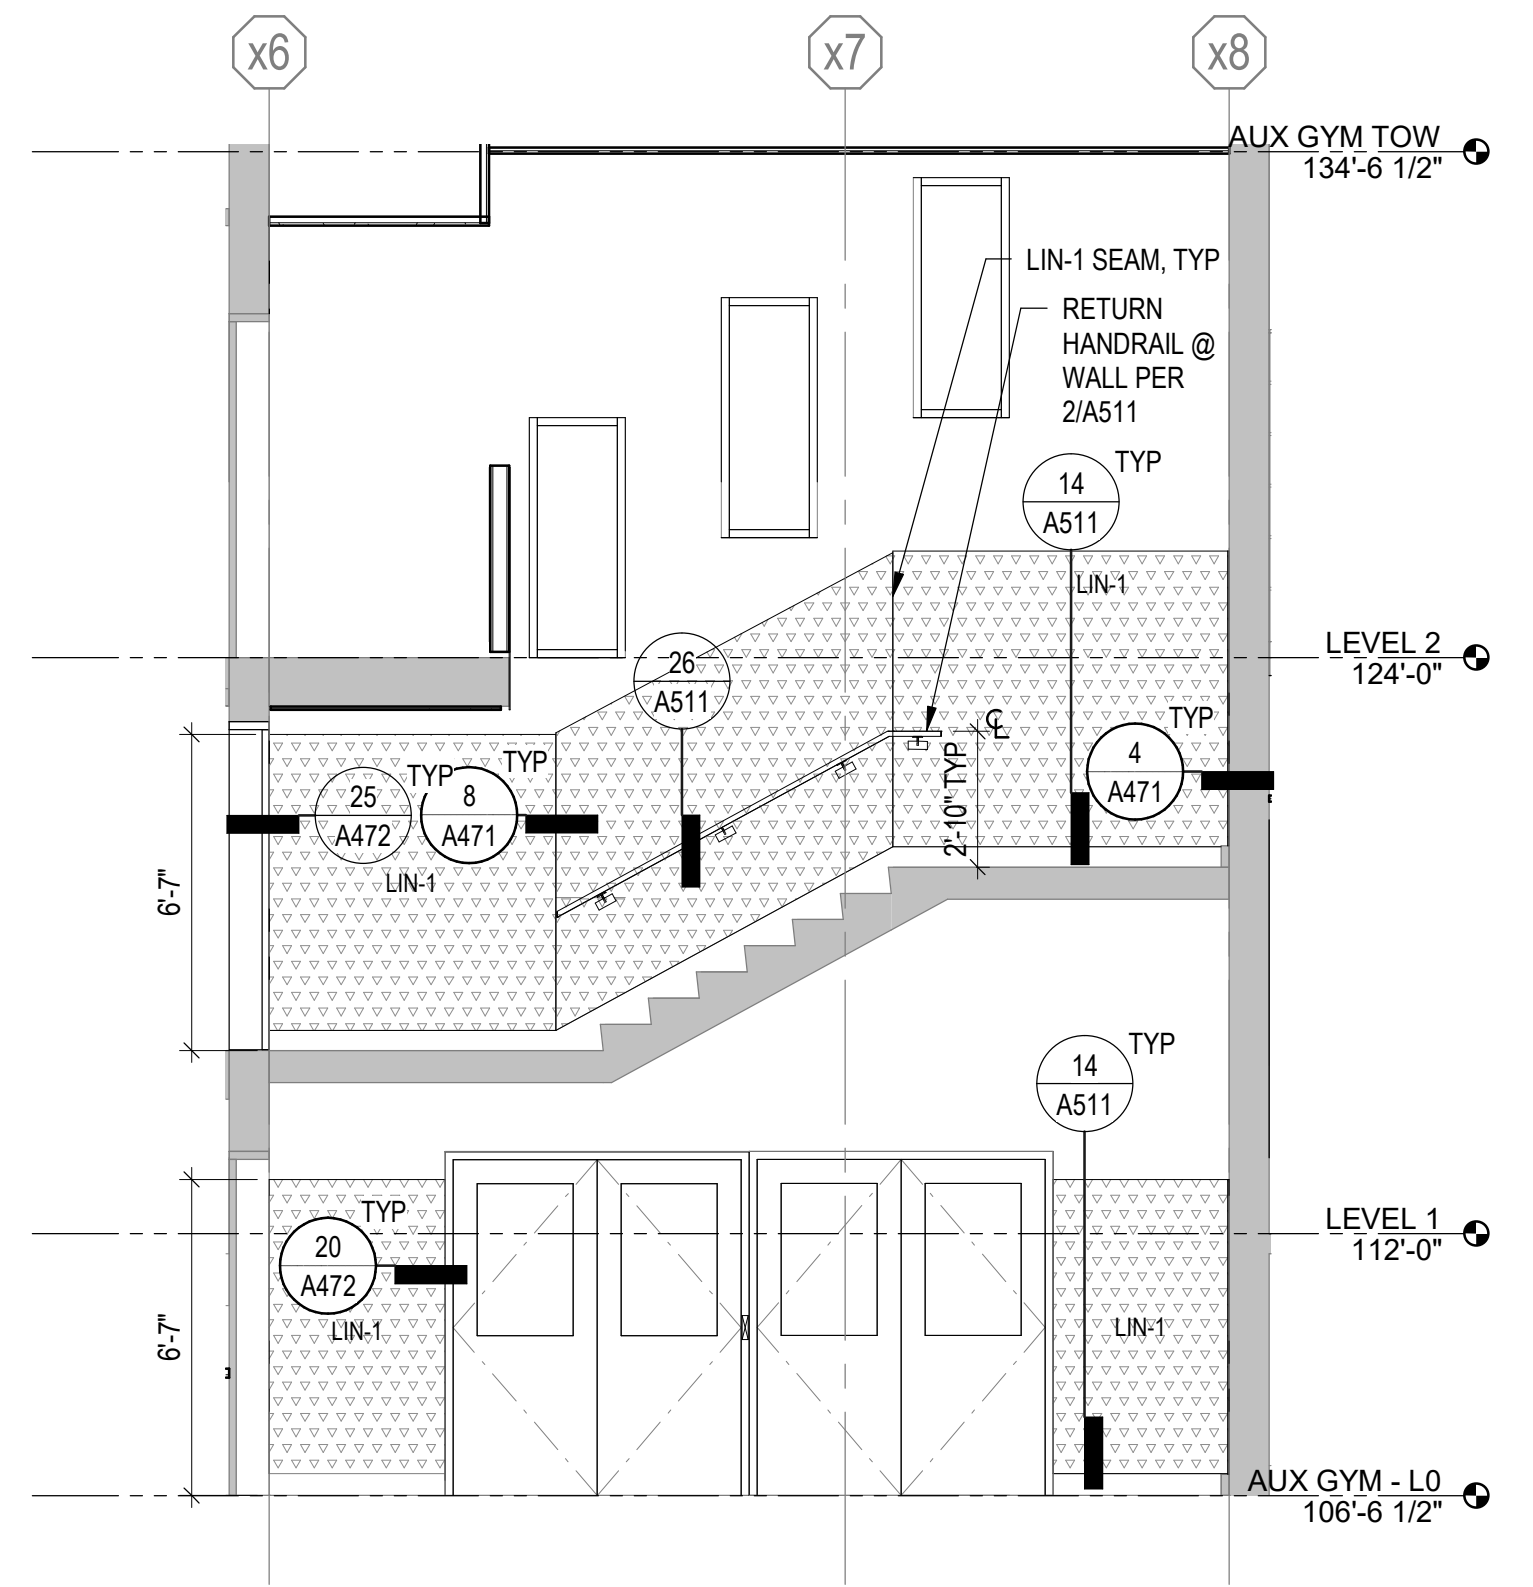 x6
x7
x8
AUX GYM TOW
134'-6 1/2"
LIN-1 SEAM, TYP
RETURN
HANDRAIL @
WALL PER
2/A511
TYP
14
A511
LIN-1
LEVEL 2
124'-0"
26
A511
TYP
4
A471
℄
2'-10" TYP
TYP
25
A472
TYP
8
A471
LIN-1
6'-7"
TYP
14
A511
TYP
20
A472
LIN-1
LIN-1
6'-7"
LEVEL 1
112'-0"
AUX GYM - L0
106'-6 1/2"